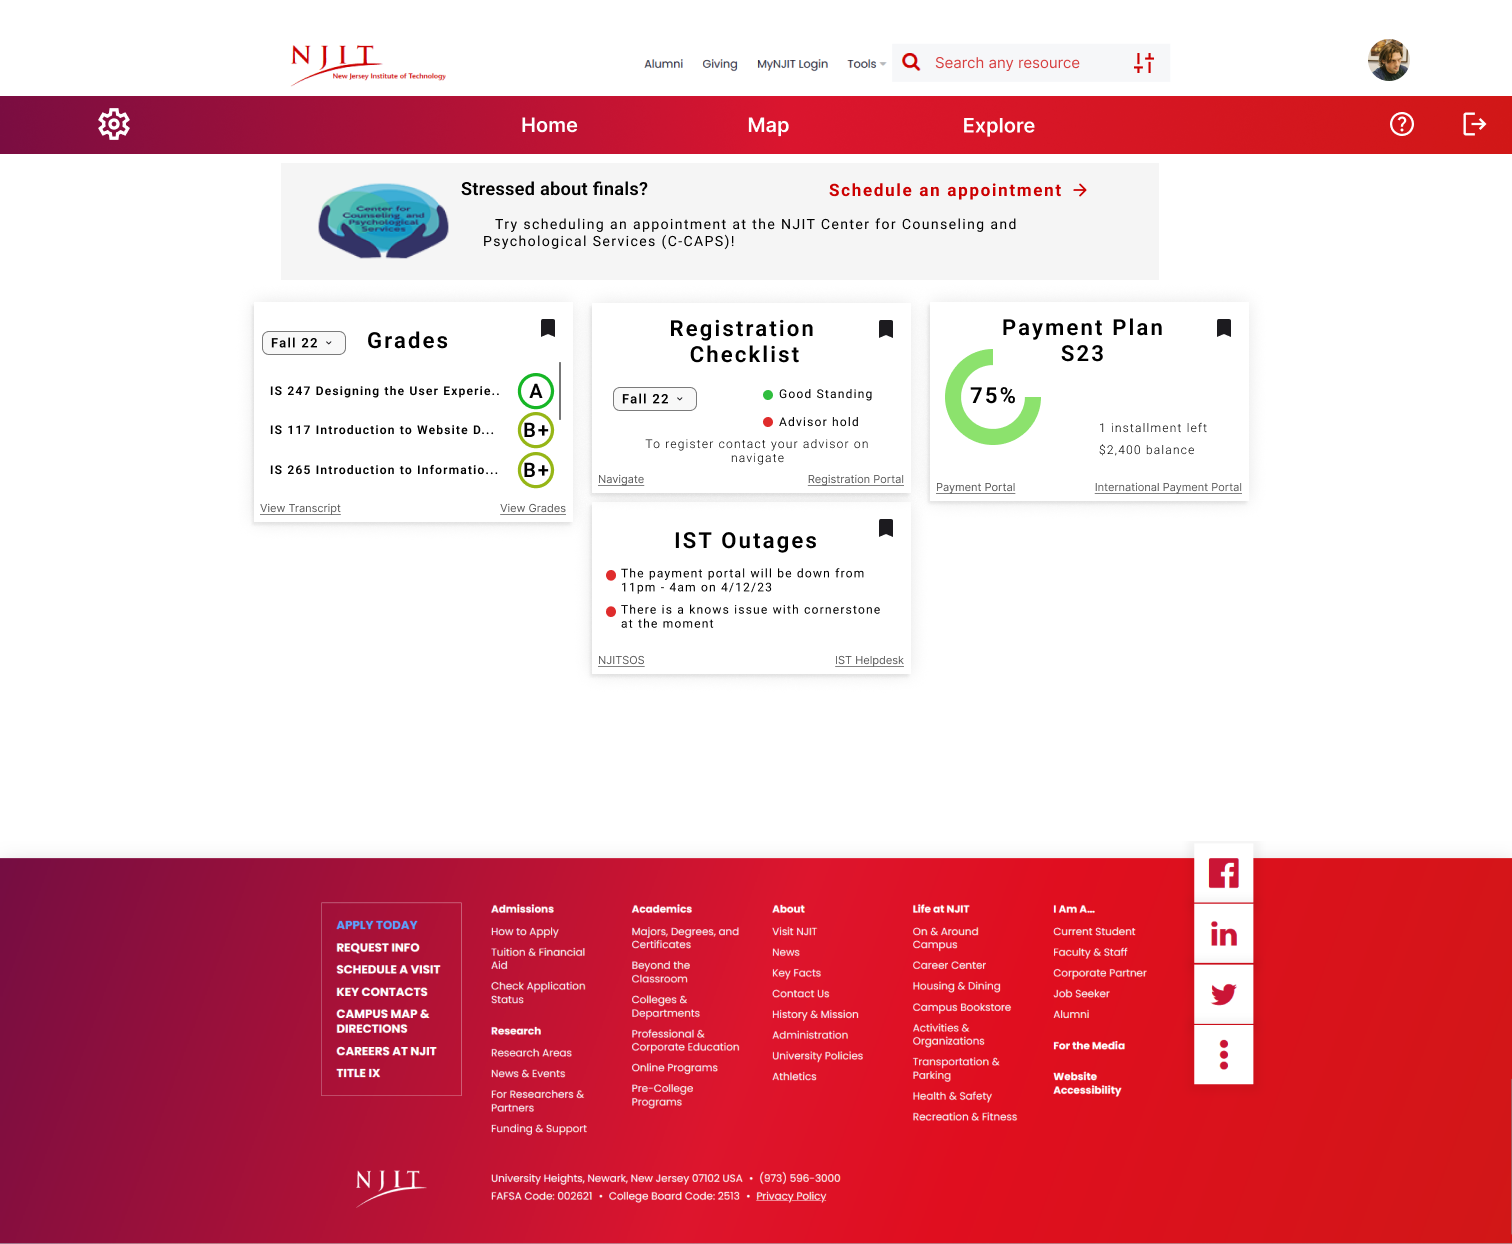 NJIT
New Jersey Institute of Technology
Alumni
Giving
MyNJIT Login
Tools
Search any resource
Home
Map
Explore
Center for
Counseling and
Psychological
Services
Stressed about finals?
Schedule an appointment
Try scheduling an appointment at the NJIT Center for Counseling and
Psychological Services (C-CAPS)!
Fall 22
Grades
IS 247 Designing the User Experie..
A
IS 117 Introduction to Website D...
B+
IS 265 Introduction to Informatio...
B+
View Transcript
View Grades
Registration
Checklist
Fall 22
Good Standing
Advisor hold
To register contact your advisor on
navigate
Navigate
Registration Portal
Payment Plan
S23
75%
1 installment left
$2,400 balance
Payment Portal
International Payment Portal
IST Outages
The payment portal will be down from
11pm - 4am on 4/12/23
There is a knows issue with cornerstone
at the moment
NJITSOS
IST Helpdesk
APPLY TODAY
REQUEST INFO
SCHEDULE A VISIT
KEY CONTACTS
CAMPUS MAP &
DIRECTIONS
CAREERS AT NJIT
TITLE IX
Admissions
How to Apply
Tuition & Financial
Aid
Check Application
Status
Research
Research Areas
News & Events
For Researchers &
Partners
Funding & Support
Academics
Majors, Degrees, and
Certificates
Beyond the
Classroom
Colleges &
Departments
Professional &
Corporate Education
Online Programs
Pre-College
Programs
About
Visit NJIT
News
Key Facts
Contact Us
History & Mission
Administration
University Policies
Athletics
Life at NJIT
On & Around
Campus
Career Center
Housing & Dining
Campus Bookstore
Activities &
Organizations
Transportation &
Parking
Health & Safety
Recreation & Fitness
I Am A...
Current Student
Faculty & Staff
Corporate Partner
Job Seeker
Alumni
For the Media
Website
Accessibility
in
NJIT
University Heights, Newark, New Jersey 07102 USA • (973) 596-3000
FAFSA Code: 002621 • College Board Code: 2513 • Privacy Policy